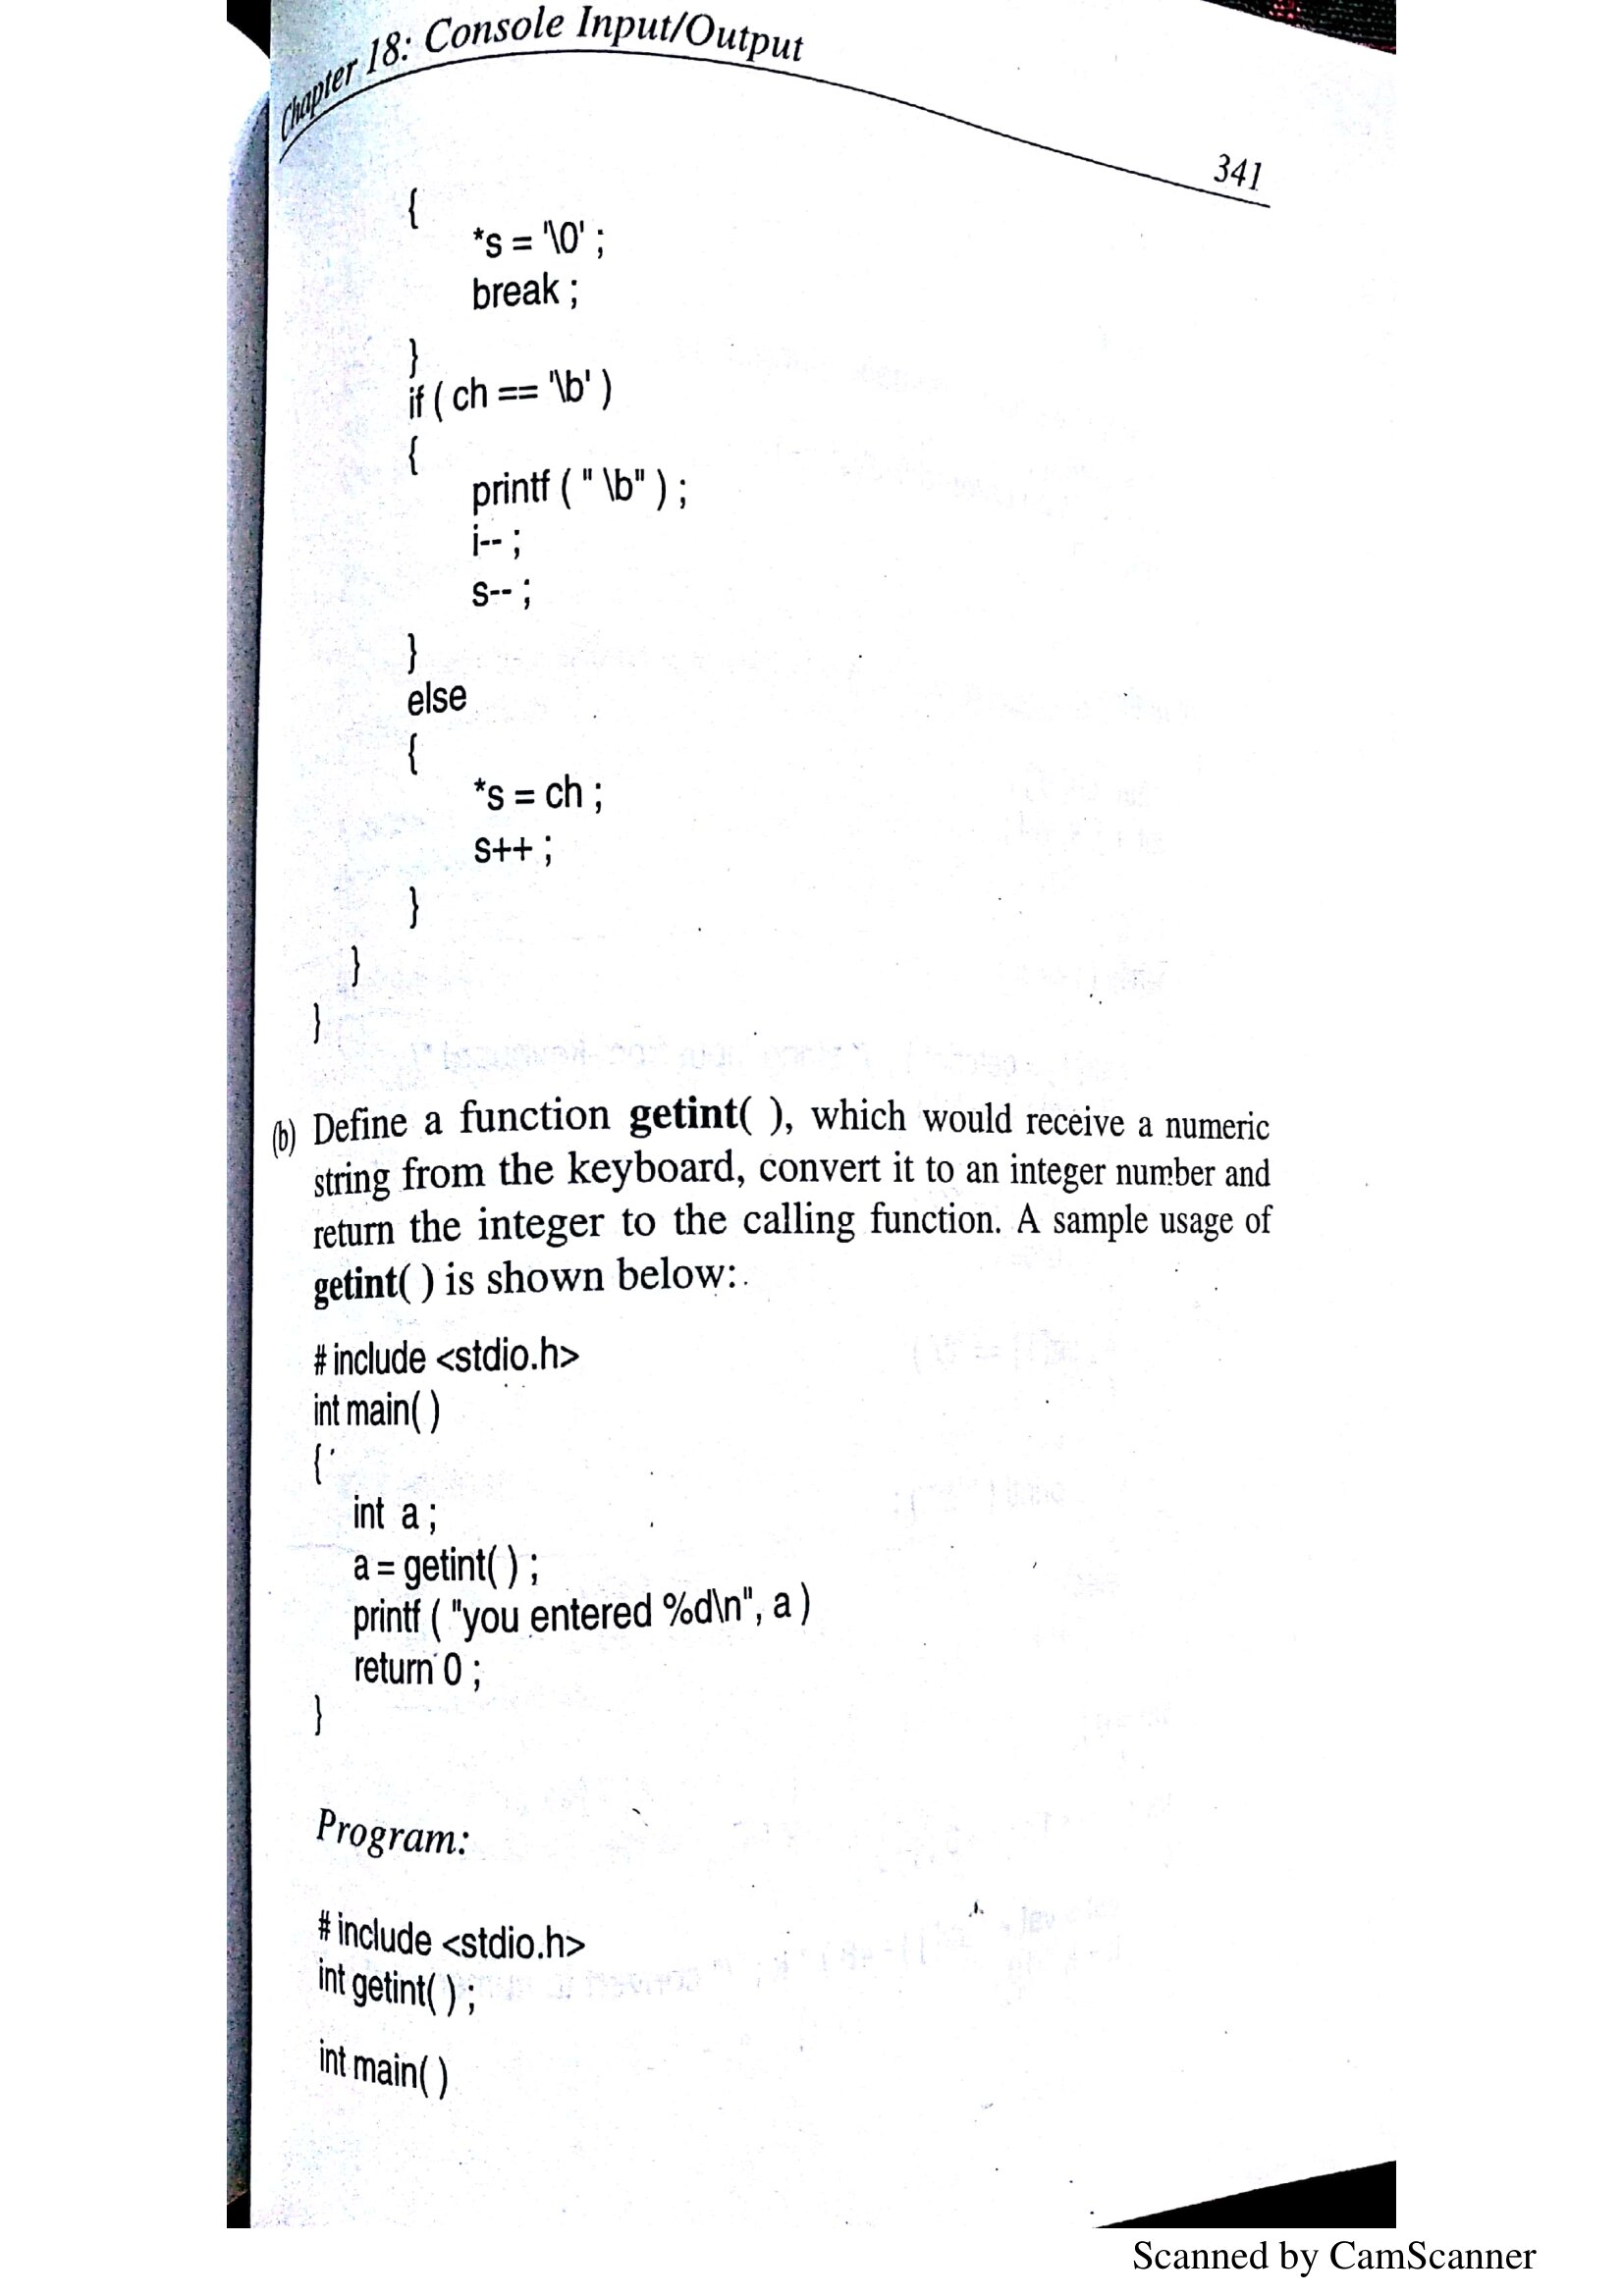 Chapter 18: Console Input/Output
341
{
*s = '\0' ;
break ;
}
if ( ch == '\b' )
{
printf ( " \b" ) ;
i-- ;
s-- ;
}
else
{
*s = ch ;
s++ ;
}
}
}
(b) Define a function getint( ), which would receive a numeric
string from the keyboard, convert it to an integer number and
return the integer to the calling function. A sample usage of
getint( ) is shown below:
# include <stdio.h>
int main( )
{
int a ;
a = getint( ) ;
printf ( "you entered %d\n", a )
return 0 ;
}
Program:
# include <stdio.h>
int getint( ) ;
int main( )
Scanned by CamScanner